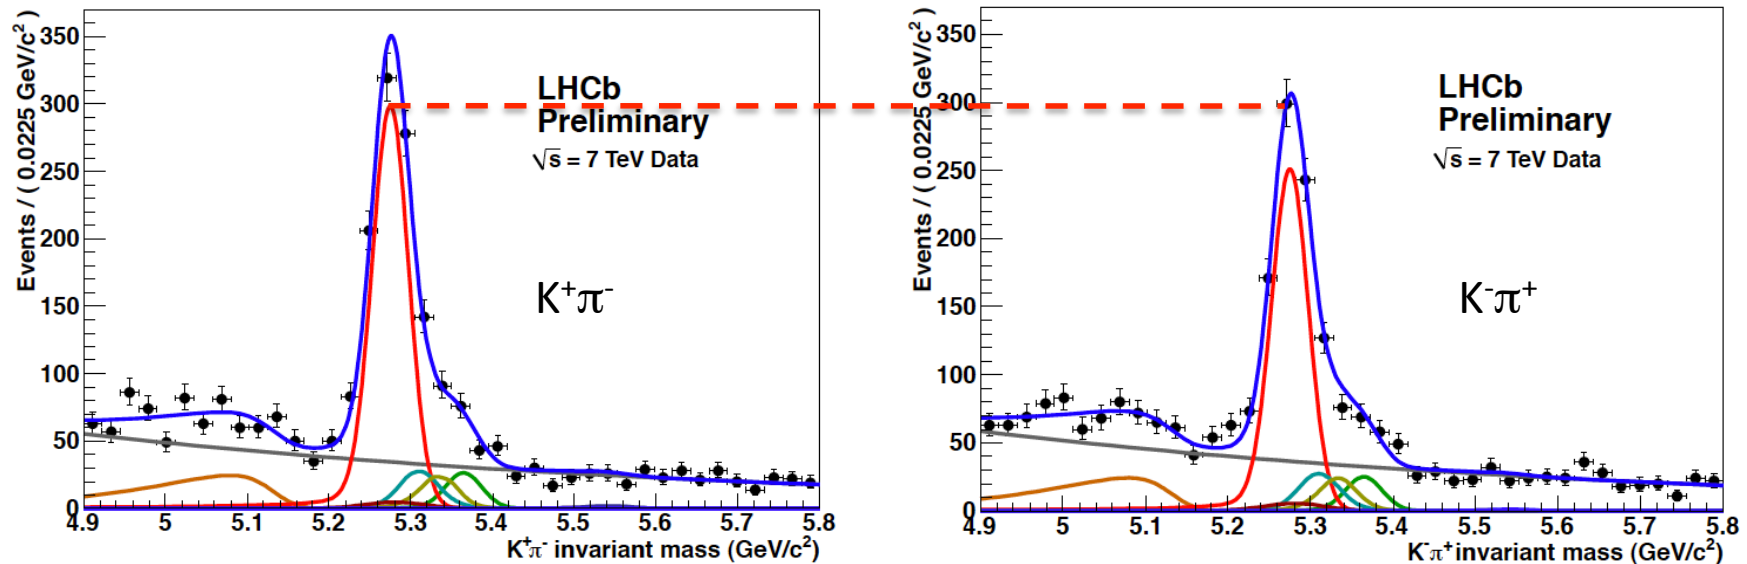 Events / ( 0.0225 GeV/c² )
350
300
250
200
150
100
50
0
LHCb
Preliminary
√s = 7 TeV Data
K⁺π⁻
4.9 5 5.1 5.2 5.3 5.4 5.5 5.6 5.7 5.8
K⁺π⁻ invariant mass (GeV/c²)
Events / ( 0.0225 GeV/c² )
350
300
250
200
150
100
50
0
LHCb
Preliminary
√s = 7 TeV Data
K⁻π⁺
4.9 5 5.1 5.2 5.3 5.4 5.5 5.6 5.7 5.8
K⁻π⁺ invariant mass (GeV/c²)